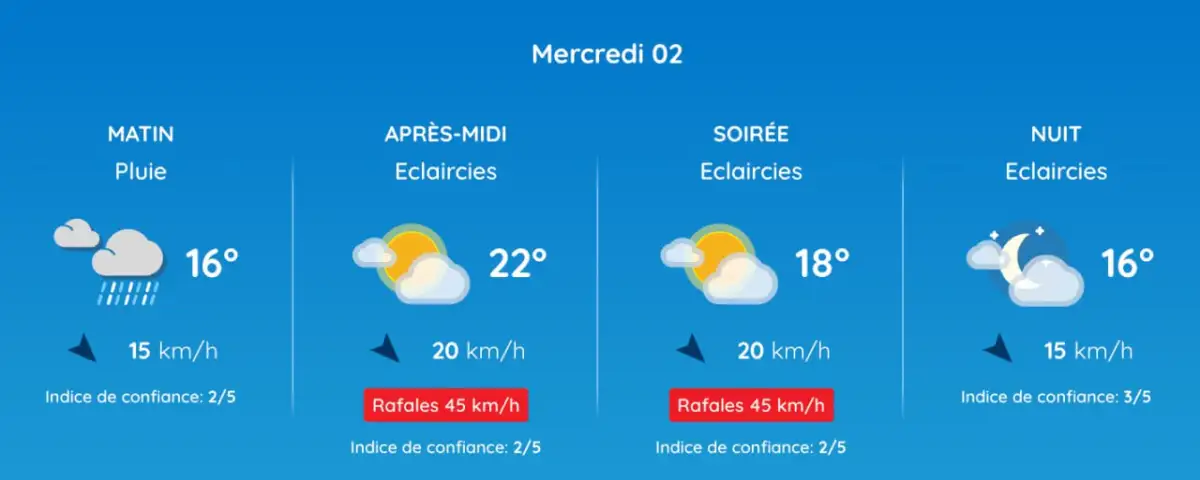 Mercredi 02
MATIN
Pluie
16°
15 km/h
Indice de confiance: 2/5
APRÈS-MIDI
Eclaircies
22°
20 km/h
Rafales 45 km/h
Indice de confiance: 2/5
SOIRÉE
Eclaircies
18°
20 km/h
Rafales 45 km/h
Indice de confiance: 2/5
NUIT
Eclaircies
16°
15 km/h
Indice de confiance: 3/5